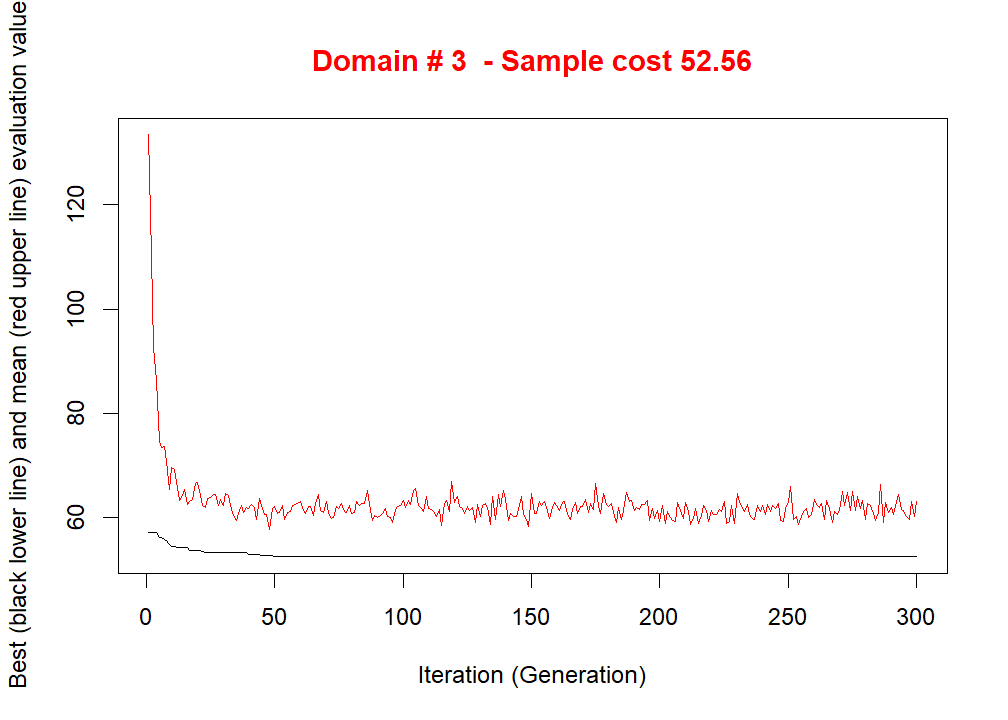 Domain # 3  - Sample cost 52.56
Best (black lower line) and mean (red upper line) evaluation value
120
100
80
60
0 50 100 150 200 250 300
Iteration (Generation)